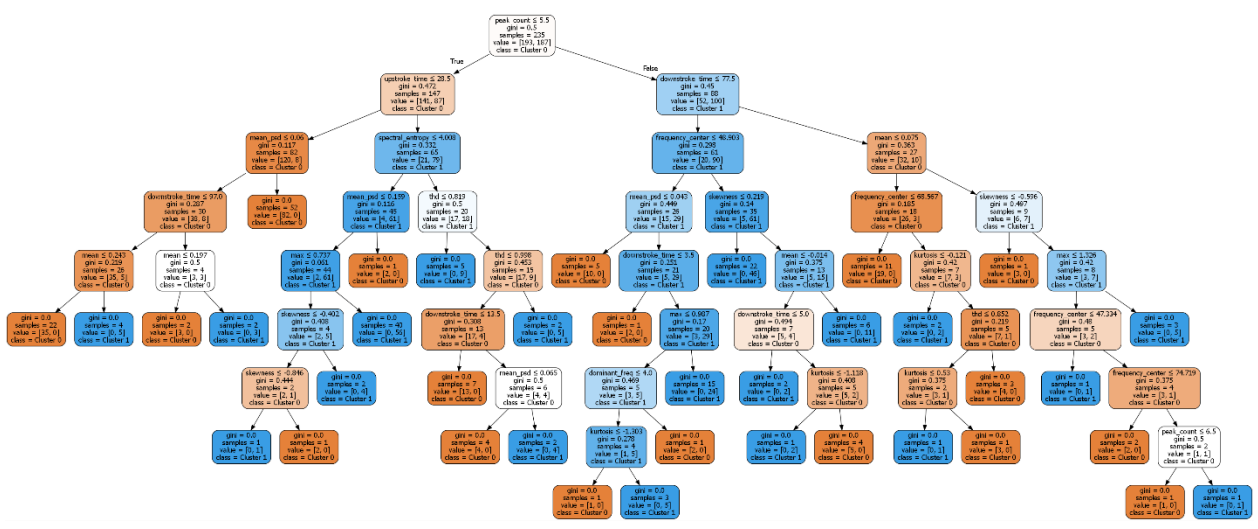 peak_count ≤ 5.5
gini = 0.5
samples = 235
value = [193, 187]
class = Cluster 0
True
False
upstroke_time ≤ 28.5
gini = 0.472
samples = 147
value = [141, 87]
class = Cluster 0
downstroke_time ≤ 77.5
gini = 0.45
samples = 88
value = [52, 100]
class = Cluster 1
mean_psd ≤ 0.06
gini = 0.117
samples = 82
value = [120, 8]
class = Cluster 0
spectral_entropy ≤ 4.008
gini = 0.332
samples = 65
value = [21, 79]
class = Cluster 1
frequency_center ≤ 48.903
gini = 0.298
samples = 61
value = [20, 90]
class = Cluster 1
mean ≤ 0.075
gini = 0.363
samples = 27
value = [32, 10]
class = Cluster 0
downstroke_time ≤ 97.0
gini = 0.287
samples = 30
value = [38, 8]
class = Cluster 0
gini = 0.0
samples = 52
value = [82, 0]
class = Cluster 0
mean_psd ≤ 0.159
gini = 0.116
samples = 45
value = [4, 61]
class = Cluster 1
thd ≤ 0.819
gini = 0.5
samples = 20
value = [17, 18]
class = Cluster 1
mean_psd ≤ 0.043
gini = 0.449
samples = 26
value = [15, 29]
class = Cluster 1
skewness ≤ 0.219
gini = 0.14
samples = 35
value = [5, 61]
class = Cluster 1
frequency_center ≤ 68.567
gini = 0.185
samples = 18
value = [26, 3]
class = Cluster 0
skewness ≤ -0.596
gini = 0.497
samples = 9
value = [6, 7]
class = Cluster 1
mean ≤ 0.243
gini = 0.219
samples = 26
value = [35, 5]
class = Cluster 0
mean ≤ 0.197
gini = 0.5
samples = 4
value = [3, 3]
class = Cluster 0
max ≤ 0.737
gini = 0.061
samples = 44
value = [2, 61]
class = Cluster 1
gini = 0.0
samples = 1
value = [2, 0]
class = Cluster 0
gini = 0.0
samples = 5
value = [0, 9]
class = Cluster 1
thd ≤ 0.998
gini = 0.453
samples = 15
value = [17, 9]
class = Cluster 0
gini = 0.0
samples = 5
value = [10, 0]
class = Cluster 0
downstroke_time ≤ 3.5
gini = 0.251
samples = 21
value = [5, 29]
class = Cluster 1
gini = 0.0
samples = 22
value = [0, 46]
class = Cluster 1
mean ≤ -0.014
gini = 0.375
samples = 13
value = [5, 15]
class = Cluster 1
gini = 0.0
samples = 11
value = [19, 0]
class = Cluster 0
kurtosis ≤ -0.121
gini = 0.42
samples = 7
value = [7, 3]
class = Cluster 0
gini = 0.0
samples = 1
value = [3, 0]
class = Cluster 0
max ≤ 1.326
gini = 0.42
samples = 8
value = [3, 7]
class = Cluster 1
gini = 0.0
samples = 22
value = [35, 0]
class = Cluster 0
gini = 0.0
samples = 4
value = [0, 5]
class = Cluster 1
gini = 0.0
samples = 2
value = [3, 0]
class = Cluster 0
gini = 0.0
samples = 2
value = [0, 3]
class = Cluster 1
skewness ≤ -0.402
gini = 0.408
samples = 4
value = [2, 5]
class = Cluster 1
gini = 0.0
samples = 40
value = [0, 56]
class = Cluster 1
downstroke_time ≤ 13.5
gini = 0.308
samples = 13
value = [17, 4]
class = Cluster 0
gini = 0.0
samples = 2
value = [0, 5]
class = Cluster 1
gini = 0.0
samples = 1
value = [2, 0]
class = Cluster 0
max ≤ 0.987
gini = 0.17
samples = 20
value = [3, 29]
class = Cluster 1
downstroke_time ≤ 5.0
gini = 0.494
samples = 7
value = [5, 4]
class = Cluster 0
gini = 0.0
samples = 6
value = [0, 11]
class = Cluster 1
gini = 0.0
samples = 2
value = [0, 2]
class = Cluster 1
thd ≤ 0.852
gini = 0.219
samples = 5
value = [7, 1]
class = Cluster 0
frequency_center ≤ 47.334
gini = 0.48
samples = 5
value = [3, 2]
class = Cluster 0
gini = 0.0
samples = 3
value = [0, 5]
class = Cluster 1
skewness ≤ -0.846
gini = 0.444
samples = 2
value = [2, 1]
class = Cluster 0
gini = 0.0
samples = 2
value = [0, 4]
class = Cluster 1
gini = 0.0
samples = 7
value = [13, 0]
class = Cluster 0
mean_psd ≤ 0.065
gini = 0.5
samples = 6
value = [4, 4]
class = Cluster 0
dominant_freq ≤ 4.0
gini = 0.469
samples = 5
value = [3, 5]
class = Cluster 1
gini = 0.0
samples = 15
value = [0, 24]
class = Cluster 1
gini = 0.0
samples = 2
value = [0, 2]
class = Cluster 1
kurtosis ≤ -1.118
gini = 0.408
samples = 5
value = [5, 2]
class = Cluster 0
kurtosis ≤ 0.53
gini = 0.375
samples = 2
value = [3, 1]
class = Cluster 0
gini = 0.0
samples = 3
value = [4, 0]
class = Cluster 0
gini = 0.0
samples = 1
value = [0, 1]
class = Cluster 1
frequency_center ≤ 74.719
gini = 0.375
samples = 4
value = [3, 1]
class = Cluster 0
gini = 0.0
samples = 1
value = [0, 1]
class = Cluster 1
gini = 0.0
samples = 1
value = [2, 0]
class = Cluster 0
gini = 0.0
samples = 4
value = [4, 0]
class = Cluster 0
gini = 0.0
samples = 2
value = [0, 4]
class = Cluster 1
kurtosis ≤ -1.303
gini = 0.278
samples = 4
value = [1, 5]
class = Cluster 1
gini = 0.0
samples = 1
value = [2, 0]
class = Cluster 0
gini = 0.0
samples = 1
value = [0, 2]
class = Cluster 1
gini = 0.0
samples = 4
value = [5, 0]
class = Cluster 0
gini = 0.0
samples = 1
value = [0, 1]
class = Cluster 1
gini = 0.0
samples = 1
value = [3, 0]
class = Cluster 0
gini = 0.0
samples = 2
value = [2, 0]
class = Cluster 0
peak_count ≤ 6.5
gini = 0.5
samples = 2
value = [1, 1]
class = Cluster 0
gini = 0.0
samples = 1
value = [1, 0]
class = Cluster 0
gini = 0.0
samples = 3
value = [0, 5]
class = Cluster 1
gini = 0.0
samples = 1
value = [1, 0]
class = Cluster 0
gini = 0.0
samples = 1
value = [0, 1]
class = Cluster 1